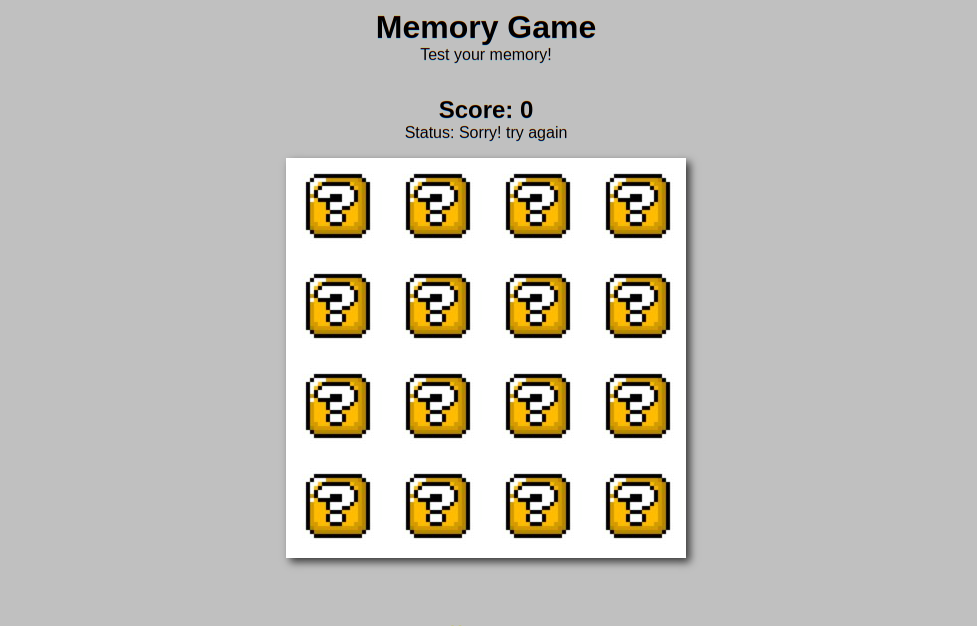 Memory Game
Test your memory!
Score: 0
Status: Sorry! try again
? ? ? ?
? ? ? ?
? ? ? ?
? ? ? ?